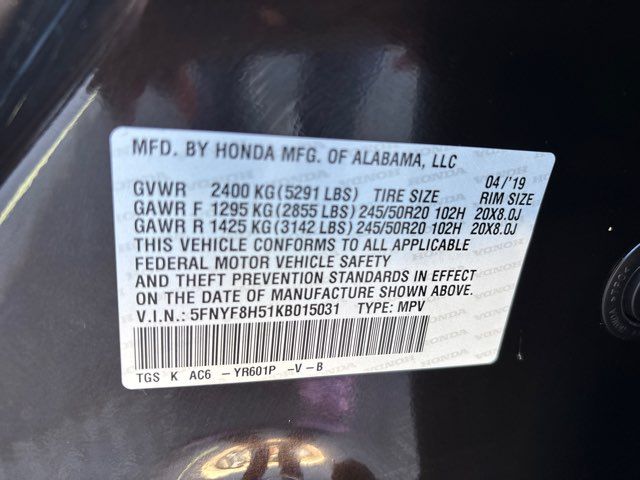 MFD. BY HONDA MFG. OF ALABAMA, LLC
04/'19
GVWR 2400 KG(5291 LBS) TIRE SIZE RIM SIZE
GAWR F 1295 KG(2855 LBS) 245/50R20 102H 20X8.0J
GAWR R 1425 KG(3142 LBS) 245/50R20 102H 20X8.0J
THIS VEHICLE CONFORMS TO ALL APPLICABLE
FEDERAL MOTOR VEHICLE SAFETY
AND THEFT PREVENTION STANDARDS IN EFFECT
ON THE DATE OF MANUFACTURE SHOWN ABOVE.
V.I.N.: 5FNYF8H51KB015031 TYPE: MPV
TGS K AC6 -YR601P -V-B